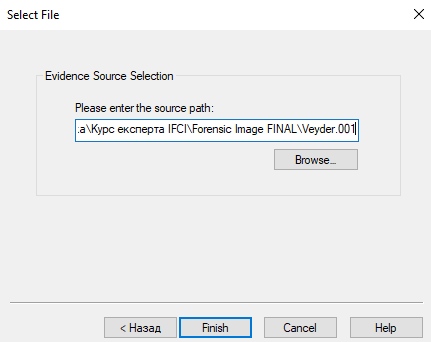 Select File
Evidence Source Selection
Please enter the source path:
:а\Курс експерта IFCI\Forensic Image FINAL\Veyder.001
Browse...
< Назад
Finish
Cancel
Help